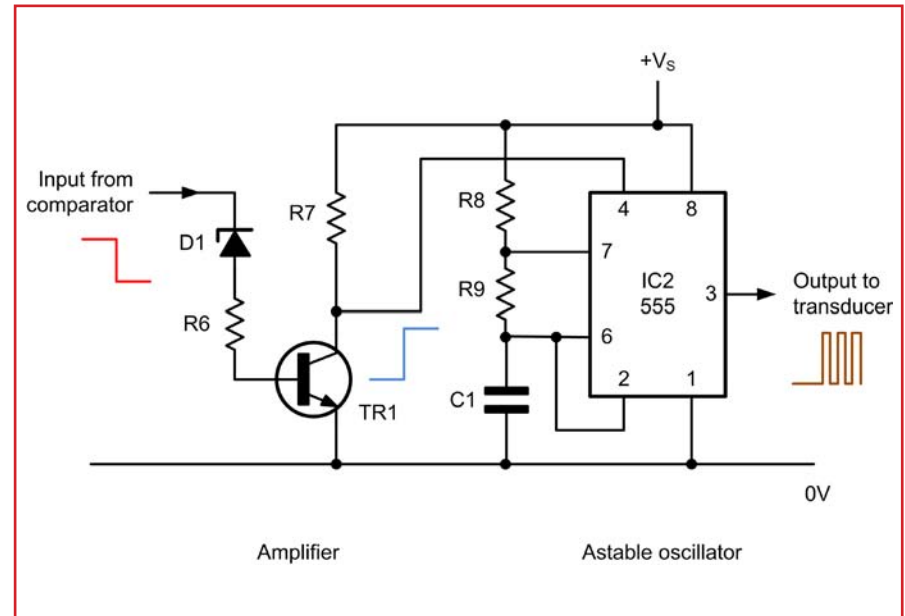 +VS
Input from
comparator
D1
R7
R6
TR1
R8
R9
C1
4
8
7
IC2
555
3
6
2
1
Output to
transducer
0V
Amplifier
Astable oscillator